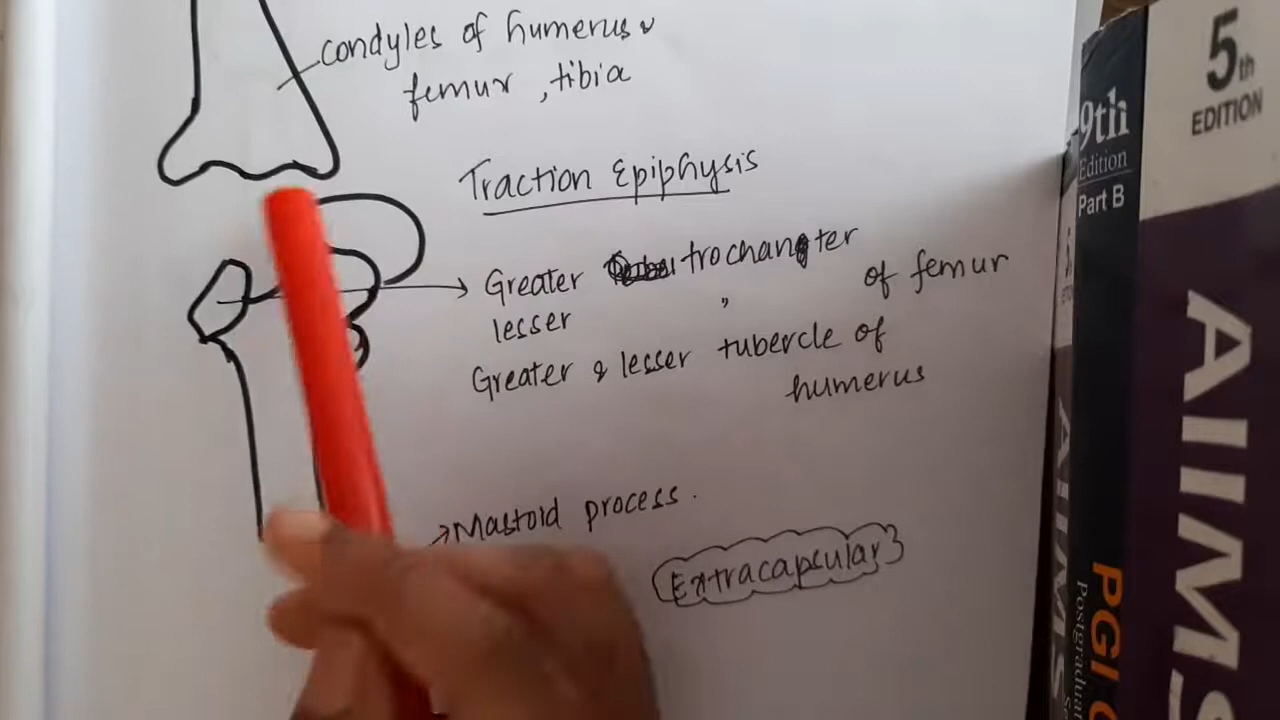 condyles of humerus
femur, tibia
Traction Epiphysis
Greater trochanter
lesser " of femur
Greater & lesser tubercle of
humerus
→Mastoid process.
Extracapsular
9th
Edition
Part B
5th
EDITION
AIIMS
AIIMS
PGI